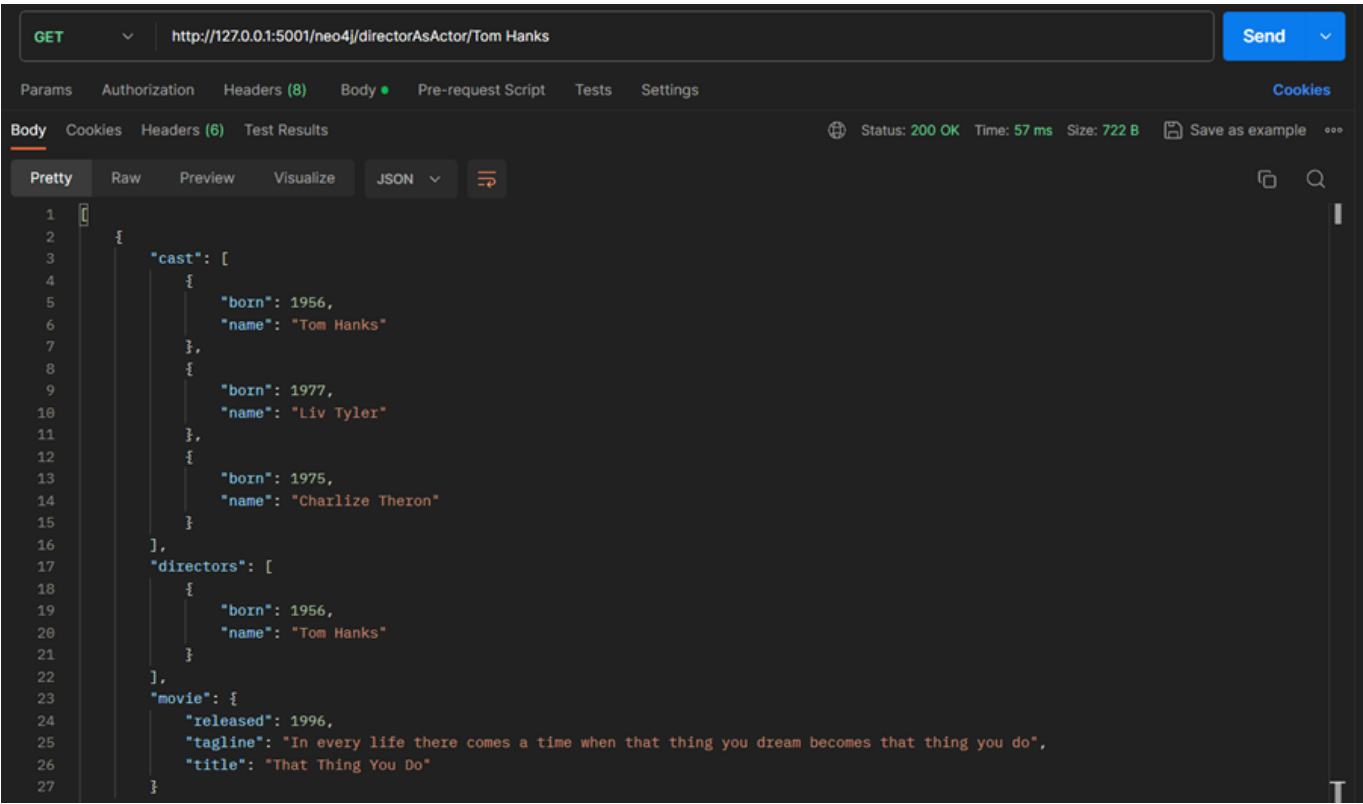 GET http://127.0.0.1:5001/neo4j/directorAsActor/Tom Hanks Send
Params Authorization Headers (8) Body Pre-request Script Tests Settings Cookies
Body Cookies Headers (6) Test Results Status: 200 OK Time: 57 ms Size: 722 B Save as example
Pretty Raw Preview Visualize JSON
1 [
2 {
3 "cast": [
4 {
5 "born": 1956,
6 "name": "Tom Hanks"
7 },
8 {
9 "born": 1977,
10 "name": "Liv Tyler"
11 },
12 {
13 "born": 1975,
14 "name": "Charlize Theron"
15 }
16 ],
17 "directors": [
18 {
19 "born": 1956,
20 "name": "Tom Hanks"
21 }
22 ],
23 "movie": {
24 "released": 1996,
25 "tagline": "In every life there comes a time when that thing you dream becomes that thing you do",
26 "title": "That Thing You Do"
27 }